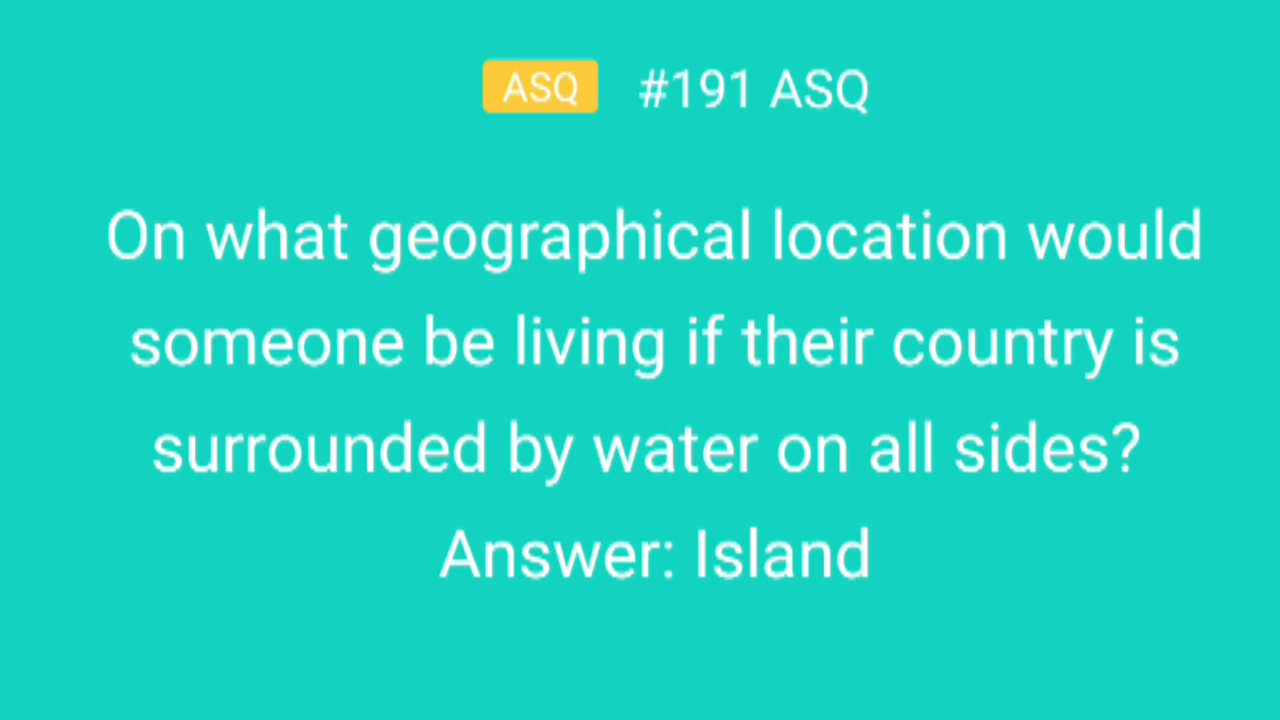 ASQ #191 ASQ
On what geographical location would
someone be living if their country is
surrounded by water on all sides?
Answer: Island